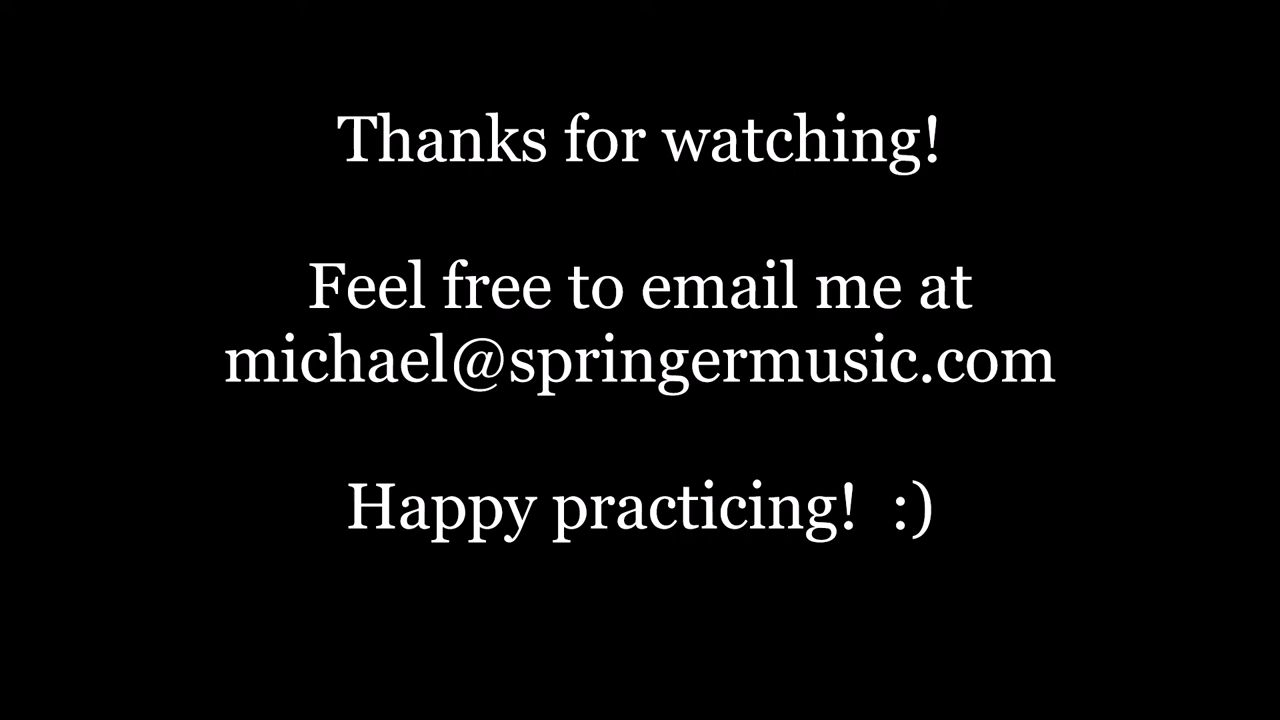 Thanks for watching!
Feel free to email me at
michael@springermusic.com
Happy practicing!  :)